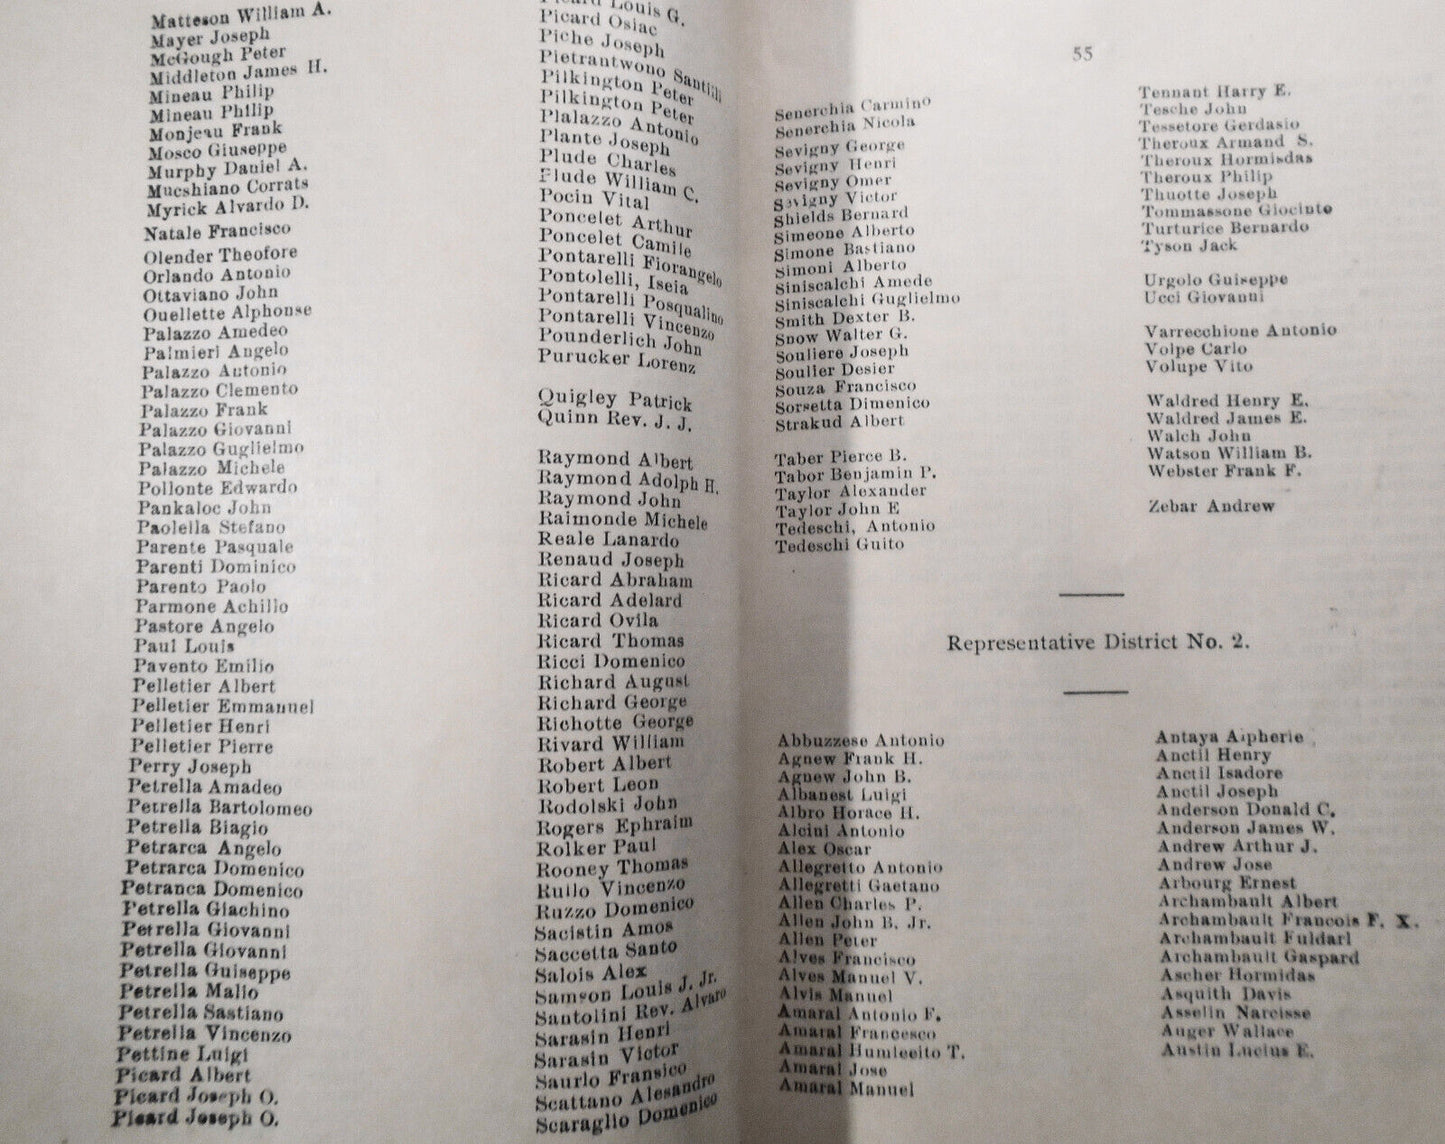 Matteson William A.
Mayer Joseph
McGough Peter
Middleton James H.
Mineau Philip
Mineau Philip
Monjeau Frank
Mosco Giuseppe
Murphy Daniel A.
Mucshiano Corrats
Myrick Alvardo D.
Natale Francisco
Olender Theofore
Orlando Antonio
Ottaviano John
Ouellette Alphonse
Palazzo Amedeo
Palmieri Angelo
Palazzo Antonio
Palazzo Clemento
Palazzo Frank
Palazzo Giovanni
Palazzo Guglielmo
Palazzo Michele
Pollonte Edwardo
Pankaloc John
Paolella Stefano
Parente Pasquale
Parenti Dominico
Parento Paolo
Parmone Achillo
Pastore Angelo
Paul Louis
Pavento Emilio
Pelletier Albert
Pelletier Emmanuel
Pelletier Henri
Pelletier Pierre
Perry Joseph
Petrella Amadeo
Petrella Bartolomeo
Petrella Biagio
Petrarca Angelo
Petrarca Domenico
Petranca Domenico
Petrella Giachino
Petrella Giovanni
Petrella Giovanni
Petrella Guiseppe
Petrella Malio
Petrella Sastiano
Petrella Vincenzo
Pettine Luigi
Picard Albert
Picard Joseph O.
Picard Joseph O.
Picard Louis G.
Picard Osiac
Piche Joseph
Pietrantwono Santilli
Pilkington Peter
Pilkington Peter
Plalazzo Antonio
Plante Joseph
Plude Charles
Plude William C.
Pocin Vital
Poncelet Arthur
Poncelet Camile
Pontarelli Fiorangelo
Pontolelli, Iseia
Pontarelli Posqualino
Pontarelli Vincenzo
Pounderlich John
Purucker Lorenz
Quigley Patrick
Quinn Rev. J. J.
Raymond Albert
Raymond Adolph H.
Raymond John
Raimonde Michele
Reale Lanardo
Renaud Joseph
Ricard Abraham
Ricard Adelard
Ricard Ovila
Ricard Thomas
Ricci Domenico
Richard August
Richard George
Richotte George
Rivard William
Robert Albert
Robert Leon
Rodolski John
Rogers Ephraim
Rolker Paul
Rooney Thomas
Rullo Vincenzo
Ruzzo Domenico
Sacistin Amos
Saccetta Santo
Salois Alex
Samson Louis J. Jr.
Santolini Rev. Alvaro
Sarasin Henri
Sarasin Victor
Saurlo Fransico
Scattano Alesandro
Scaraglio Domenico
55
Senerchia Carmino
Senerchia Nicola
Sevigny George
Sevigny Henri
Sevigny Omer
Sevigny Victor
Shields Bernard
Simeone Alberto
Simone Bastiano
Simoni Alberto
Siniscalchi Amede
Siniscalchi Guglielmo
Smith Dexter B.
Snow Walter G.
Souliere Joseph
Soulier Desier
Souza Francisco
Sorsetta Dimenico
Strakud Albert
Taber Pierce B.
Tabor Benjamin P.
Taylor Alexander
Taylor John E
Tedeschi, Antonio
Tedeschi Guito
Tennant Harry E.
Tesche John
Tessetore Gerdasio
Theroux Armand S.
Theroux Hormisdas
Theroux Philip
Thuotte Joseph
Tommassone Giocinto
Turturice Bernardo
Tyson Jack
Urgolo Guiseppe
Ucci Giovanni
Varrecchione Antonio
Volpe Carlo
Volupe Vito
Waldred Henry E.
Waldred James E.
Walch John
Watson William B.
Webster Frank F.
Zebar Andrew
Representative District No. 2.
Abbuzzese Antonio
Agnew Frank H.
Agnew John B.
Albanest Luigi
Albro Horace H.
Alcini Antonio
Alex Oscar
Allegretto Antonio
Allegretti Gaetano
Allen Charles P.
Allen John B. Jr.
Allen Peter
Alves Francisco
Alves Manuel V.
Alvis Manuel
Amaral Antonio F.
Amaral Francesco
Amaral Humleeito T.
Amaral Jose
Amaral Manuel
Antaya Alpherie
Anctil Henry
Anctil Isadore
Anctil Joseph
Anderson Donald C.
Anderson James W.
Andrew Arthur J.
Andrew Jose
Arbourg Ernest
Archambault Albert
Archambault Francois F. X.
Archambault Fuldarl
Archambault Gaspard
Ascher Hormidas
Asquith Davis
Asselin Narcisse
Auger Wallace
Austin Lucius E.